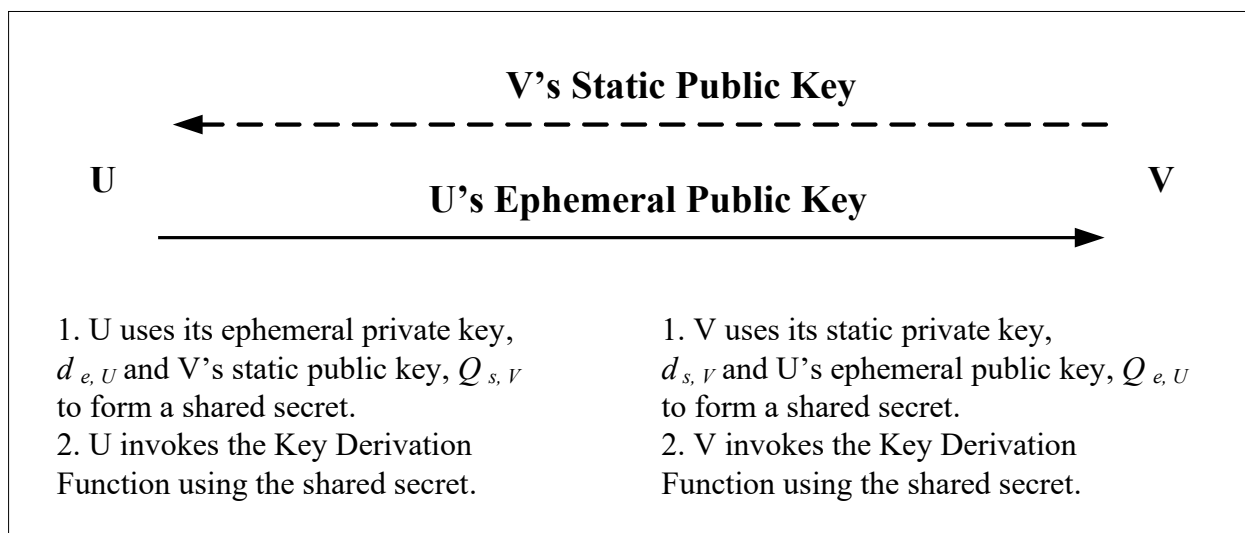 V’s Static Public Key
U
V
U’s Ephemeral Public Key
1. U uses its ephemeral private key,
d e, U and V’s static public key, Q s, V
to form a shared secret.
2. U invokes the Key Derivation
Function using the shared secret.
1. V uses its static private key,
d s, V and U’s ephemeral public key, Q e, U
to form a shared secret.
2. V invokes the Key Derivation
Function using the shared secret.